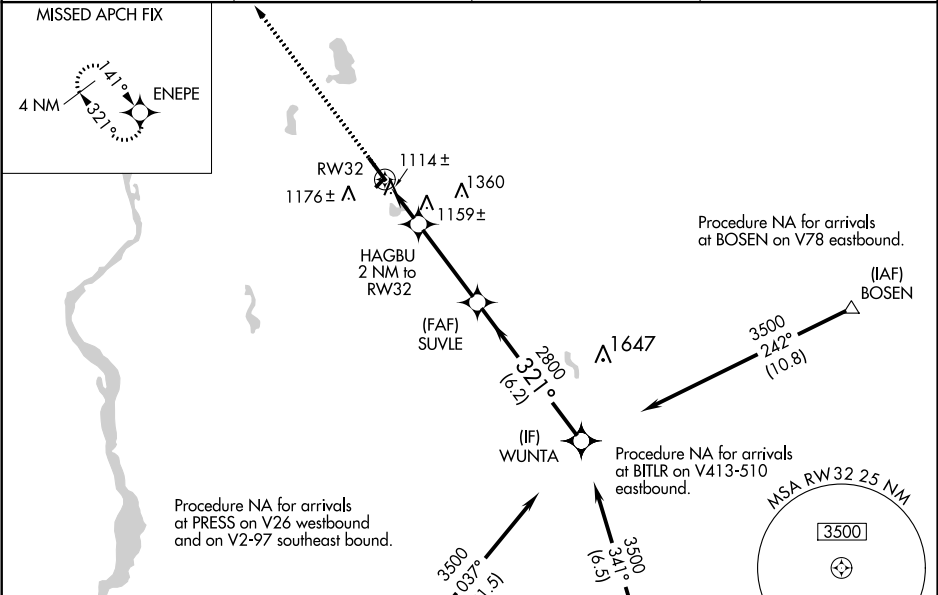 MISSED APCH FIX
141°
4 NM
321°
ENEPE
RW32
1114 ±
1176 ±
1360
1159 ±
HAGBU
2 NM to
RW32
Procedure NA for arrivals
at BOSEN on V78 eastbound.
(IAF)
BOSEN
(FAF)
SUVLE
3500
242°
(10.8)
1647
2800
321°
(6.2)
(IF)
WUNTA
Procedure NA for arrivals
at BITLR on V413-510
eastbound.
MSA RW32 25 NM
3500
Procedure NA for arrivals
at PRESS on V26 westbound
and on V2-97 southeast bound.
3500
037°
3500
341°
(6.5)